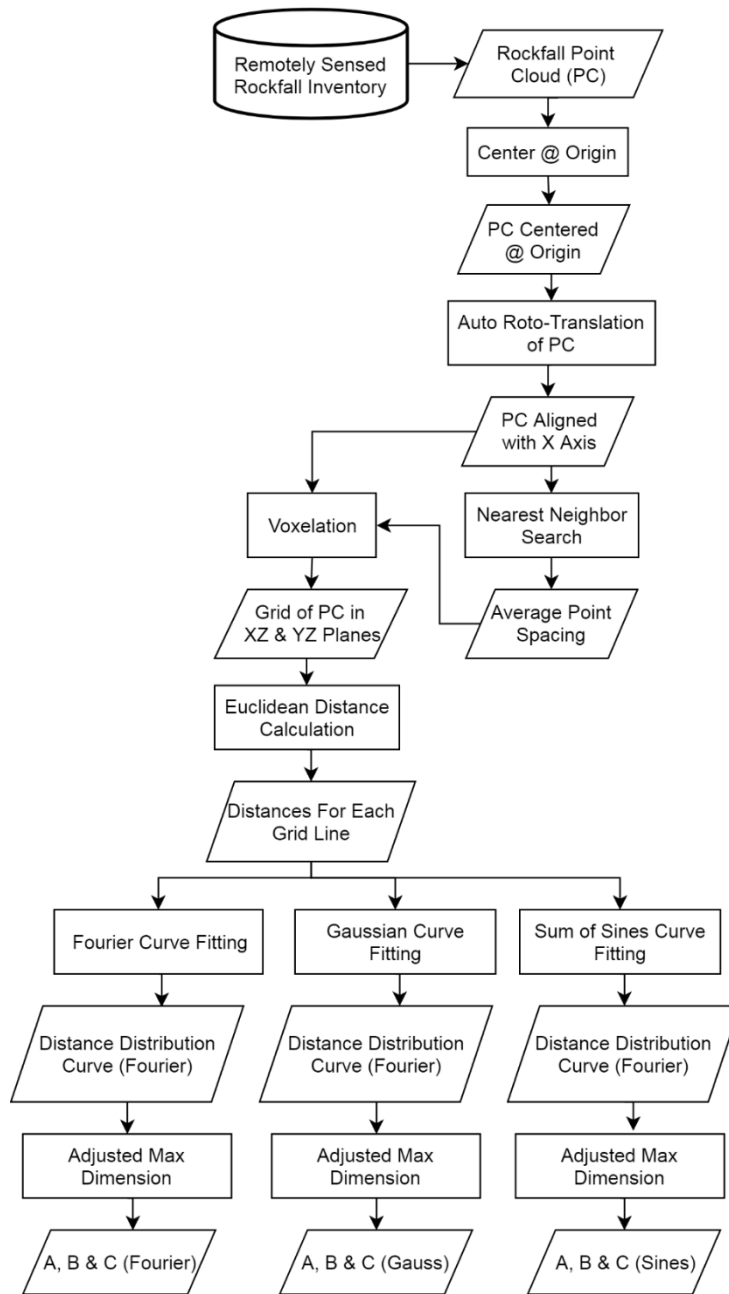 Remotely Sensed
Rockfall Inventory
Rockfall Point
Cloud (PC)
Center @ Origin
PC Centered
@ Origin
Auto Roto-Translation
of PC
PC Aligned
with X Axis
Voxelation
Nearest Neighbor
Search
Grid of PC in
XZ & YZ Planes
Average Point
Spacing
Euclidean Distance
Calculation
Distances For Each
Grid Line
Fourier Curve Fitting
Gaussian Curve
Fitting
Sum of Sines Curve
Fitting
Distance Distribution
Curve (Fourier)
Distance Distribution
Curve (Fourier)
Distance Distribution
Curve (Fourier)
Adjusted Max
Dimension
Adjusted Max
Dimension
Adjusted Max
Dimension
A, B & C (Fourier)
A, B & C (Gauss)
A, B & C (Sines)